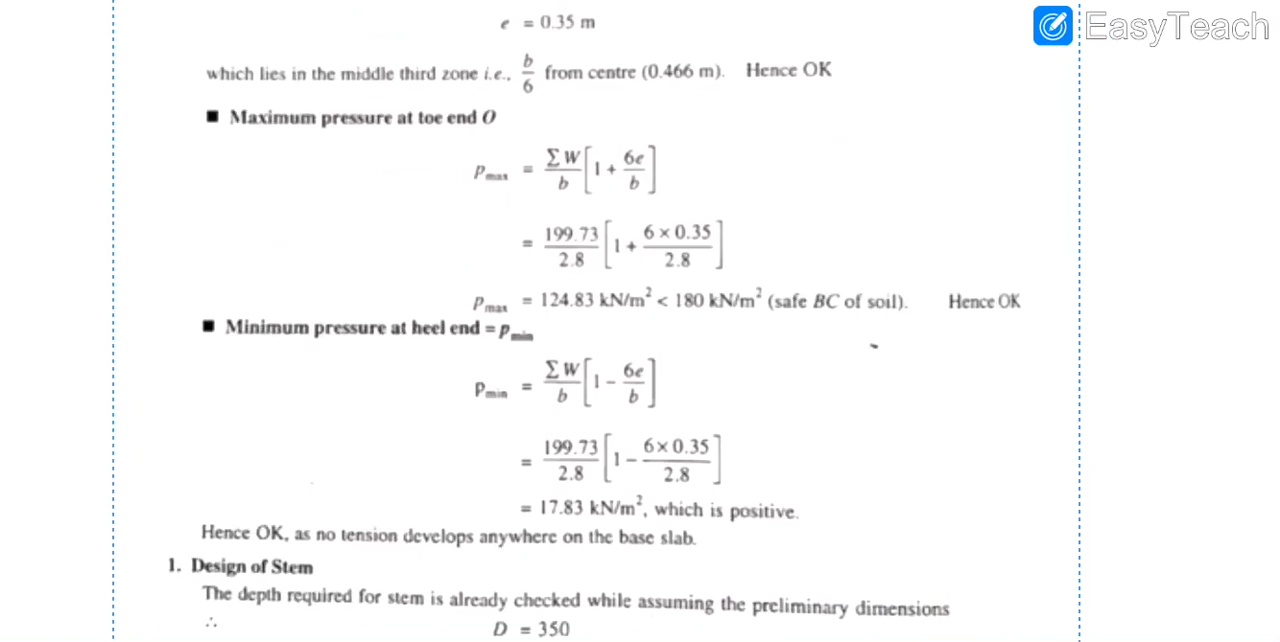 EasyTeach
e = 0.35 m
which lies in the middle third zone i.e., b/6 from centre (0.466 m). Hence OK
■ Maximum pressure at toe end O
Pmax = ΣW/b [1 + 6e/b]
= 199.73/2.8 [1 + 6 × 0.35/2.8]
Pmax = 124.83 kN/m² < 180 kN/m² (safe BC of soil). Hence OK
■ Minimum pressure at heel end = Pmin
Pmin = ΣW/b [1 − 6e/b]
= 199.73/2.8 [1 − 6 × 0.35/2.8]
= 17.83 kN/m², which is positive.
Hence OK, as no tension develops anywhere on the base slab.
1. Design of Stem
The depth required for stem is already checked while assuming the preliminary dimensions
∴ D = 350